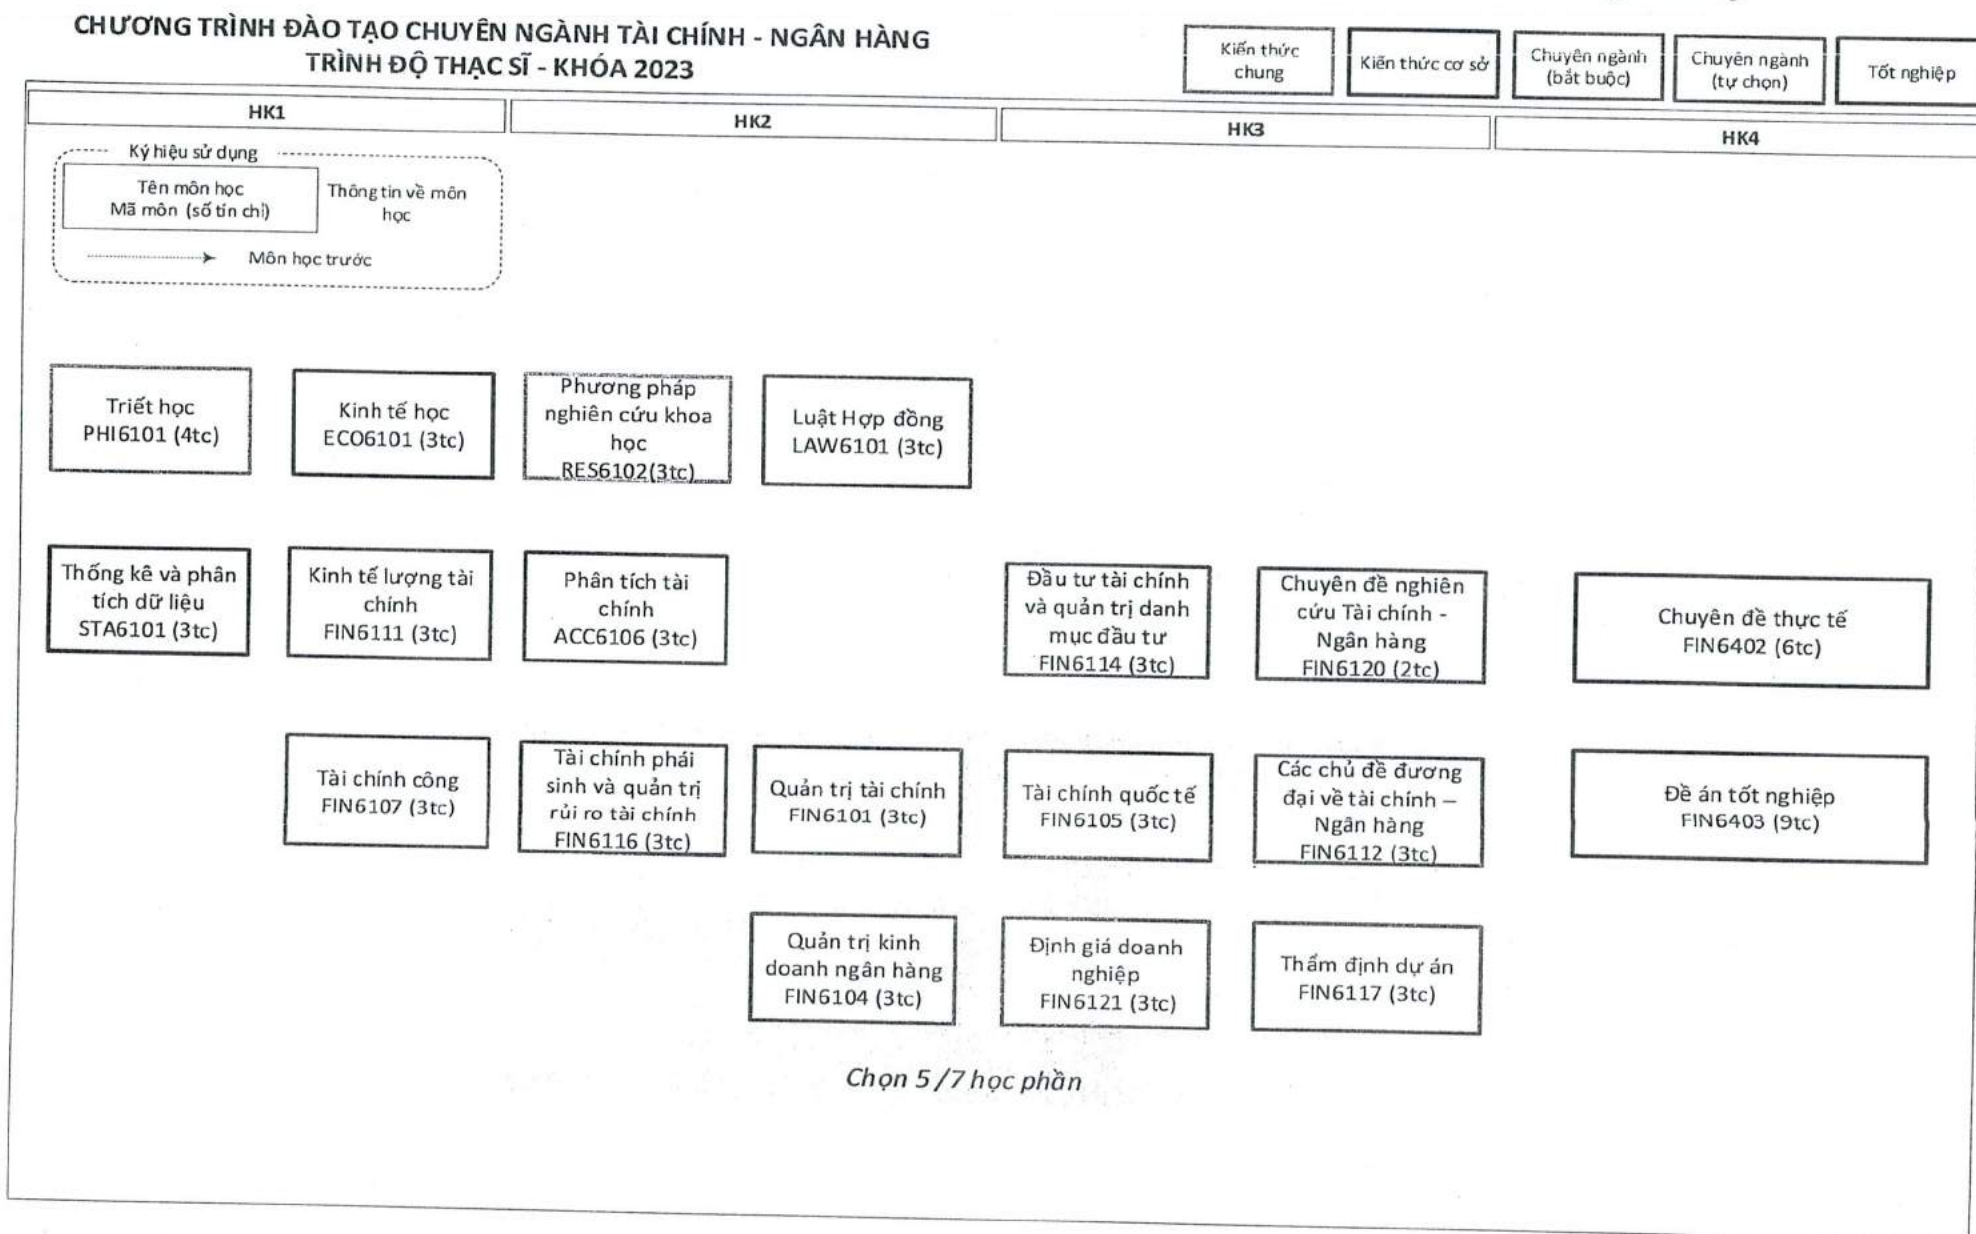 CHƯƠNG TRÌNH ĐÀO TẠO CHUYÊN NGÀNH TÀI CHÍNH - NGÂN HÀNG
TRÌNH ĐỘ THẠC SĨ - KHÓA 2023
Kiến thức
chung
Kiến thức cơ sở
Chuyên ngành
(bắt buộc)
Chuyên ngành
(tự chọn)
Tốt nghiệp
HK1
HK2
HK3
HK4
Ký hiệu sử dụng
Tên môn học
Mã môn (số tín chỉ)
Thông tin về môn
học
Môn học trước
Triết học
PHI6101 (4tc)
Kinh tế học
ECO6101 (3tc)
Phương pháp
nghiên cứu khoa
học
RES6102(3tc)
Luật Hợp đồng
LAW6101 (3tc)
Thống kê và phân
tích dữ liệu
STA6101 (3tc)
Kinh tế lượng tài
chính
FIN6111 (3tc)
Phân tích tài
chính
ACC6106 (3tc)
Đầu tư tài chính
và quản trị danh
mục đầu tư
FIN6114 (3tc)
Chuyên đề nghiên
cứu Tài chính -
Ngân hàng
FIN6120 (2tc)
Chuyên đề thực tế
FIN6402 (6tc)
Tài chính công
FIN6107 (3tc)
Tài chính phái
sinh và quản trị
rủi ro tài chính
FIN6116 (3tc)
Quản trị tài chính
FIN6101 (3tc)
Tài chính quốc tế
FIN6105 (3tc)
Các chủ đề đương
đại về tài chính –
Ngân hàng
FIN6112 (3tc)
Đề án tốt nghiệp
FIN6403 (9tc)
Quản trị kinh
doanh ngân hàng
FIN6104 (3tc)
Định giá doanh
nghiệp
FIN6121 (3tc)
Thẩm định dự án
FIN6117 (3tc)
Chọn 5/7 học phần